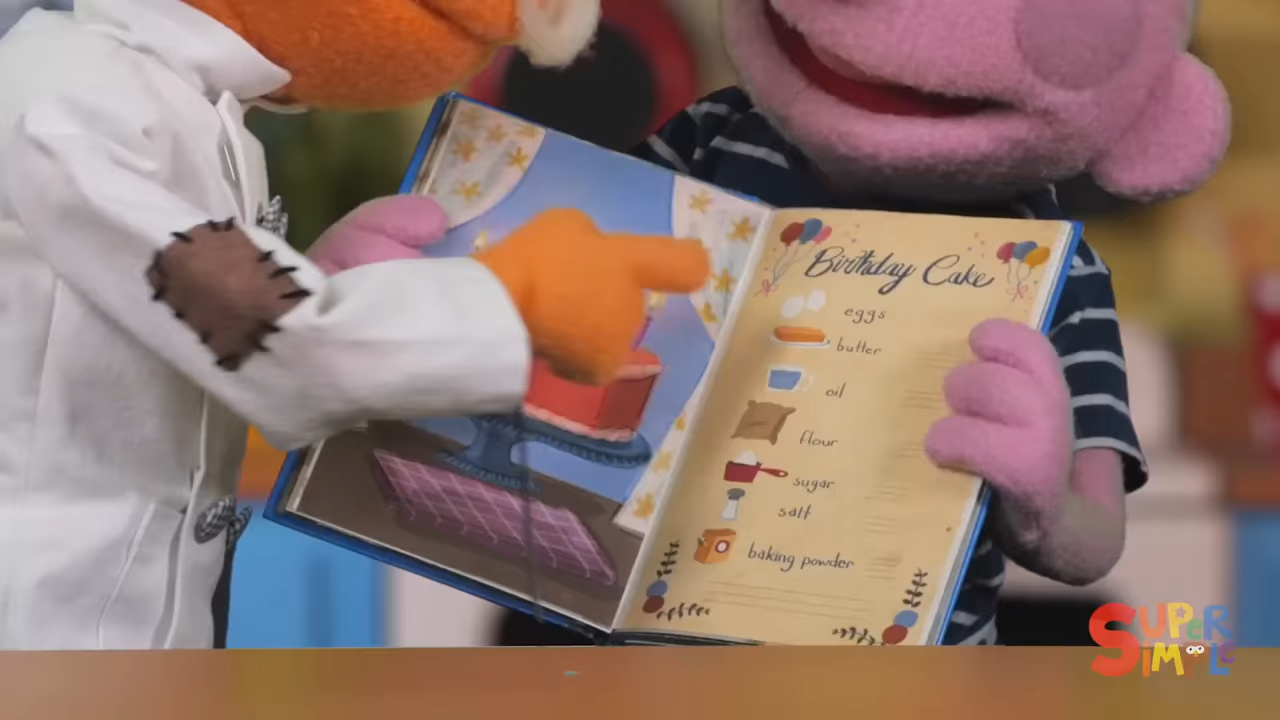 Birthday Cake
eggs
butter
oil
flour
sugar
salt
baking powder
SUPER
SIMPLE